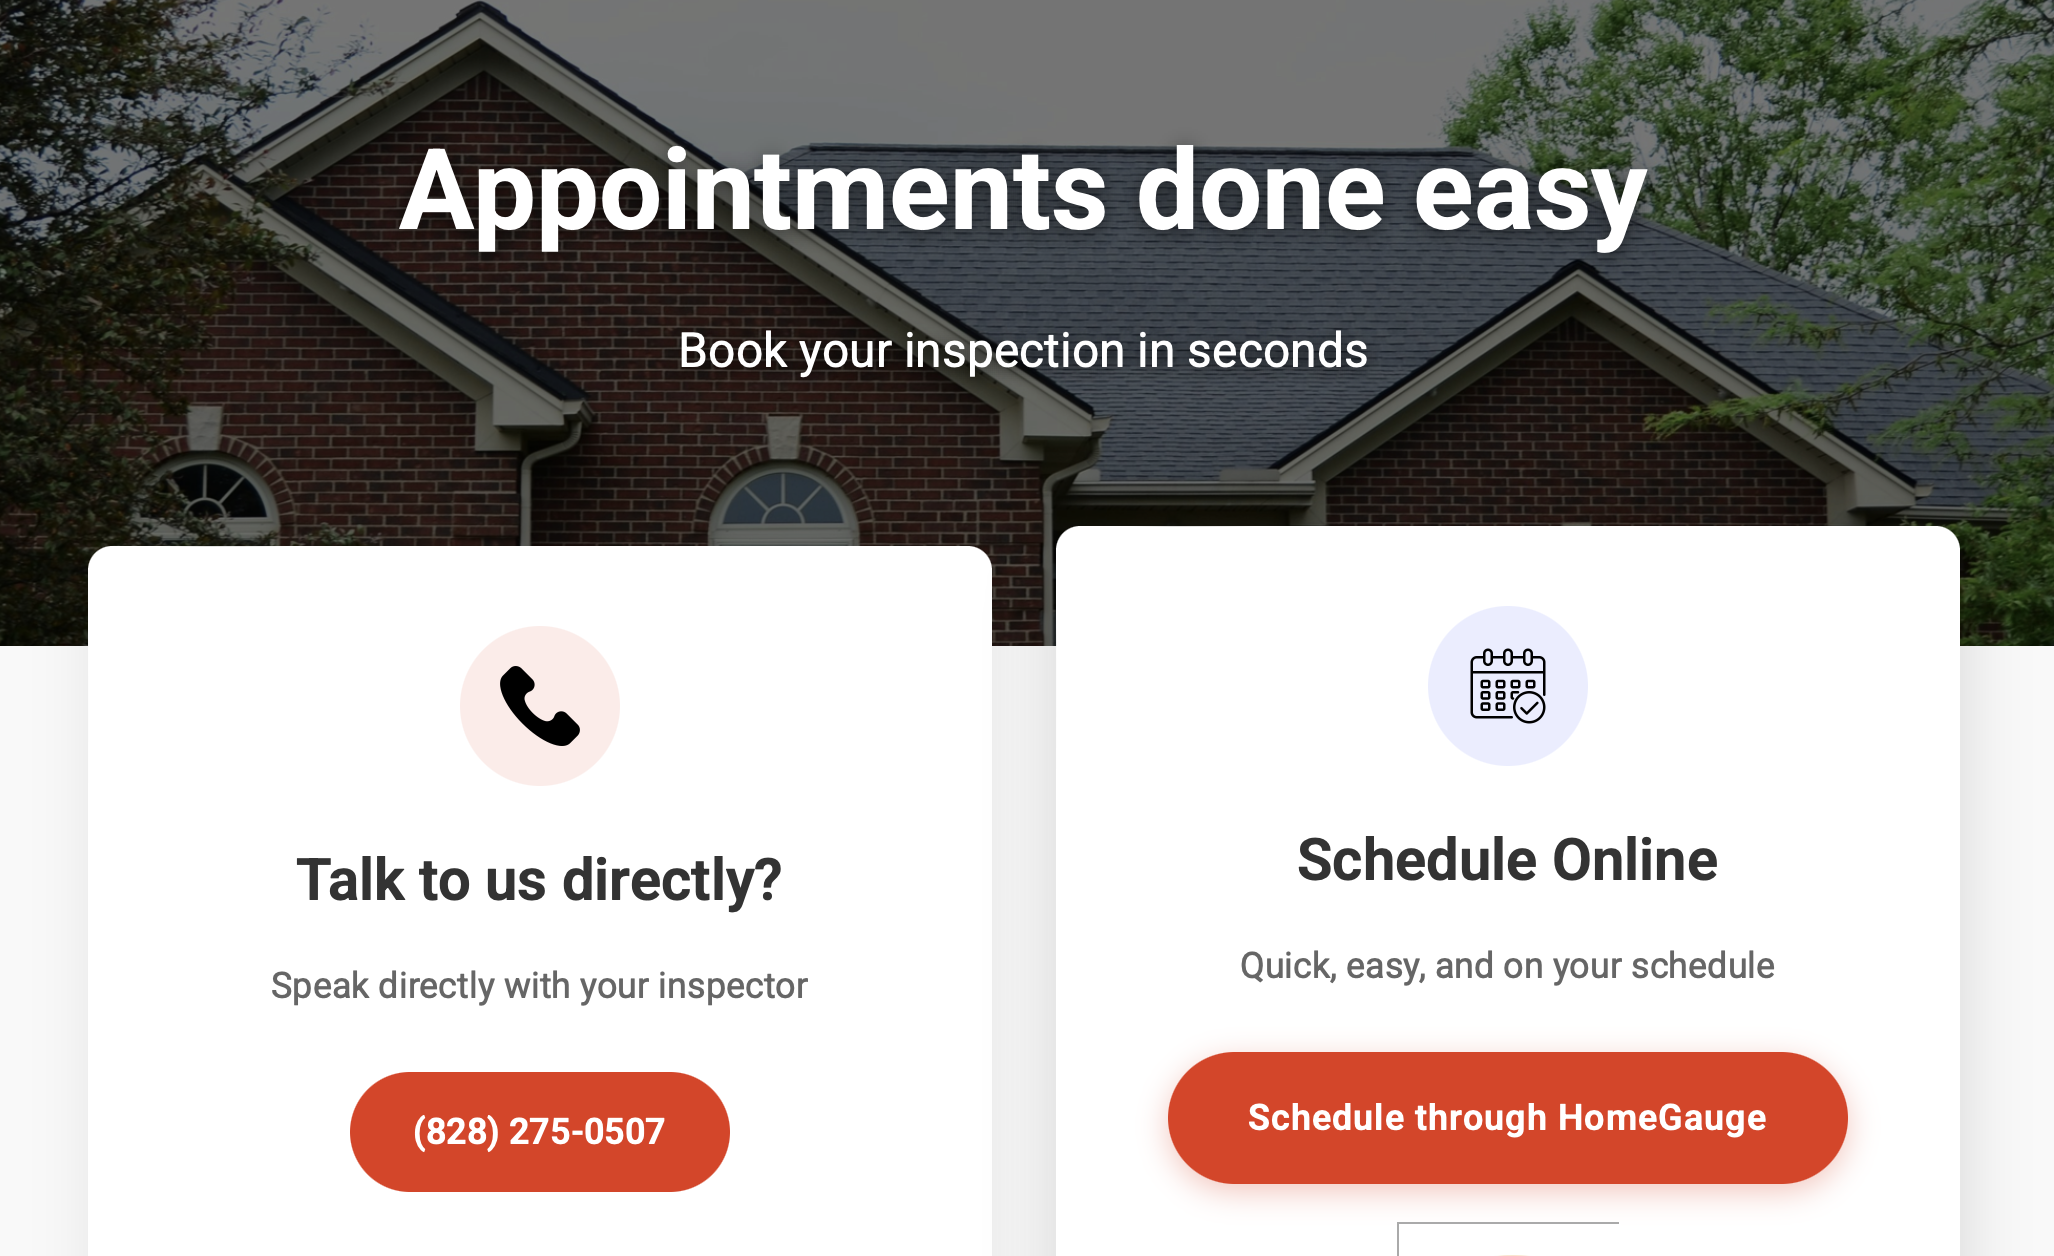 Appointments done easy
Book your inspection in seconds
Talk to us directly?
Speak directly with your inspector
(828) 275-0507
Schedule Online
Quick, easy, and on your schedule
Schedule through HomeGauge